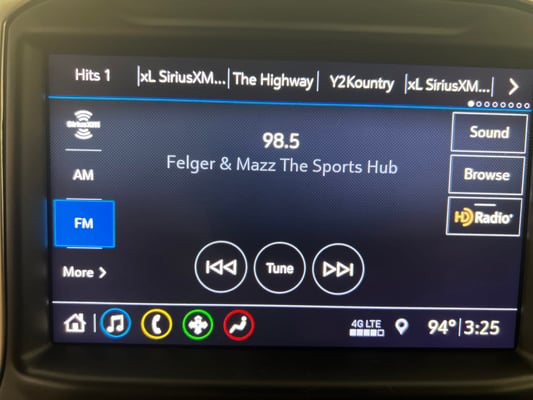 Hits 1
xL SiriusXM...
The Highway
Y2Kountry
xL SiriusXM...
SiriusXM
98.5
Felger & Mazz The Sports Hub
Sound
Browse
HD Radio
AM
FM
More
Tune
4G LTE
94° 3:25